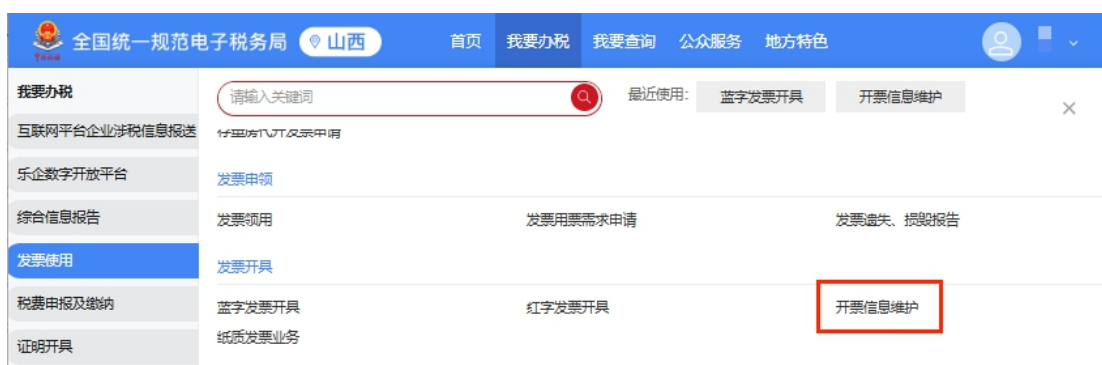 全国统一规范电子税务局 山西 首页 我要办税 我要查询 公众服务 地方特色
我要办税
请输入关键词 最近使用: 蓝字发票开具 开票信息维护
互联网平台企业涉税信息报送
乐企数字开放平台
发票申领
综合信息报告
发票领用 发票用票需求申请 发票遗失、损毁报告
发票使用
发票开具
税费申报及缴纳
蓝字发票开具 红字发票开具 开票信息维护
纸质发票业务
证明开具